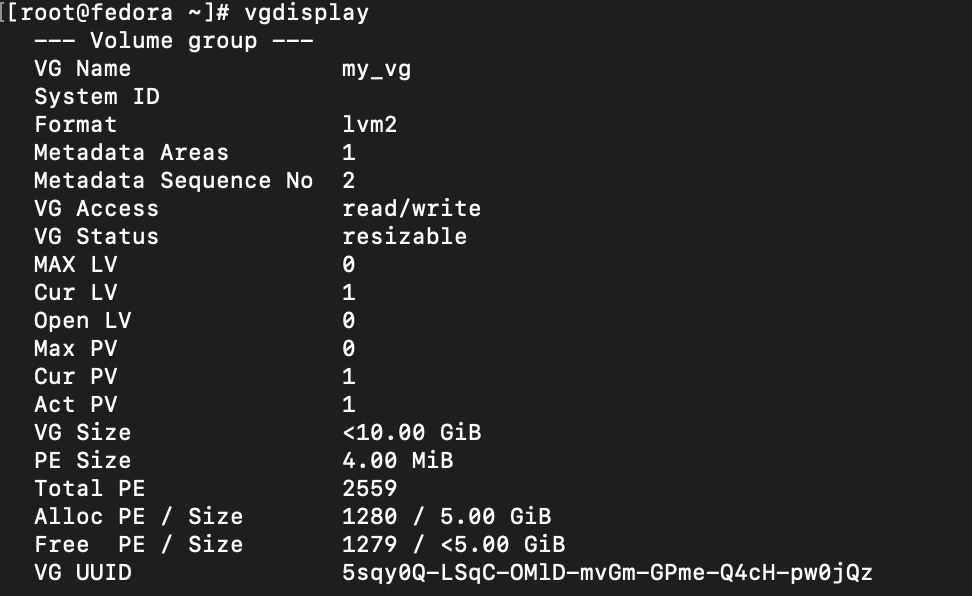 [[root@fedora ~]# vgdisplay
--- Volume group ---
VG Name my_vg
System ID
Format lvm2
Metadata Areas 1
Metadata Sequence No 2
VG Access read/write
VG Status resizable
MAX LV 0
Cur LV 1
Open LV 0
Max PV 0
Cur PV 1
Act PV 1
VG Size <10.00 GiB
PE Size 4.00 MiB
Total PE 2559
Alloc PE / Size 1280 / 5.00 GiB
Free  PE / Size 1279 / <5.00 GiB
VG UUID 5sqy0Q-LSqC-OMlD-mvGm-GPme-Q4cH-pw0jQz